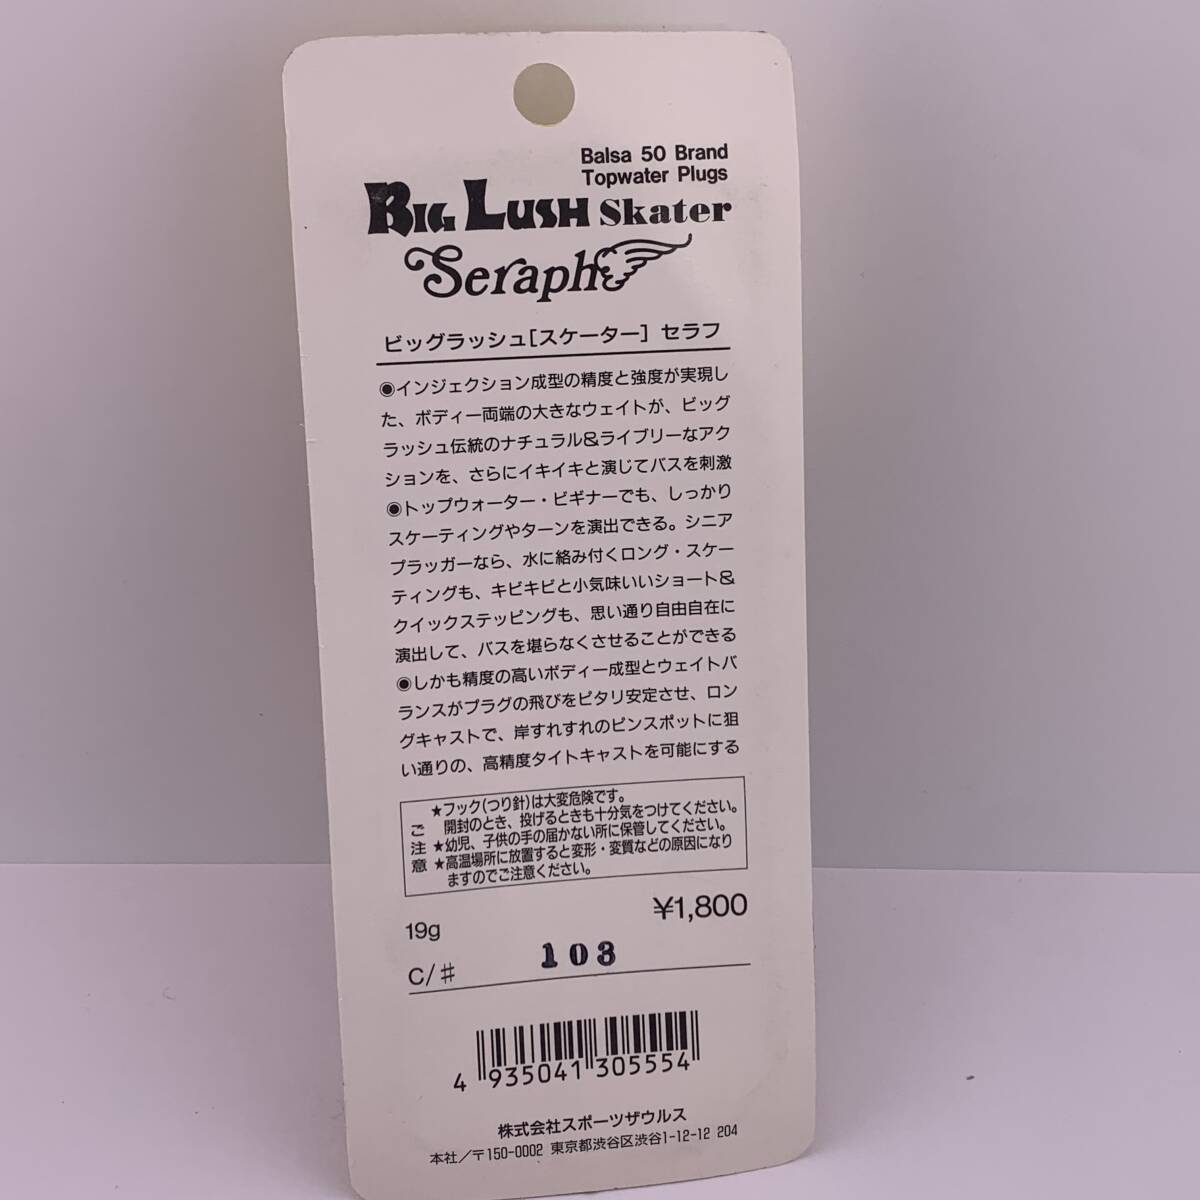 Balsa 50 Brand
Topwater Plugs
BIG LUSH Skater
Seraph
ビッグラッシュ[スケーター] セラフ
◉インジェクション成型の精度と強度が実現し
た、ボディー両端の大きなウェイトが、ビッグ
ラッシュ伝統のナチュラル&ライブリーなアク
ションを、さらにイキイキと演じてバスを刺激
◉トップウォーター・ビギナーでも、しっかり
スケーティングやターンを演出できる。シニア
プラッガーなら、水に絡み付くロング・スケー
ティングも、キビキビと小気味いいショート&
クイックステッピングも、思い通り自由自在に
演出して、バスを堪らなくさせることができる
◉しかも精度の高いボディー成型とウェイトバ
ランスがプラグの飛びをピタリ安定させ、ロン
グキャストで、岸すれすれのピンスポットに狙
い通りの、高精度タイトキャストを可能にする
ご注意
★フック(つり針)は大変危険です。
開封のとき、投げるときも十分気をつけてください。
★幼児、子供の手の届かない所に保管してください。
★高温場所に放置すると変形・変質などの原因になり
ますのでご注意ください。
19g ¥1,800
C/♯ 103
4 935041 305554
株式会社スポーツザウルス
本社/〒150-0002 東京都渋谷区渋谷1-12-12 204